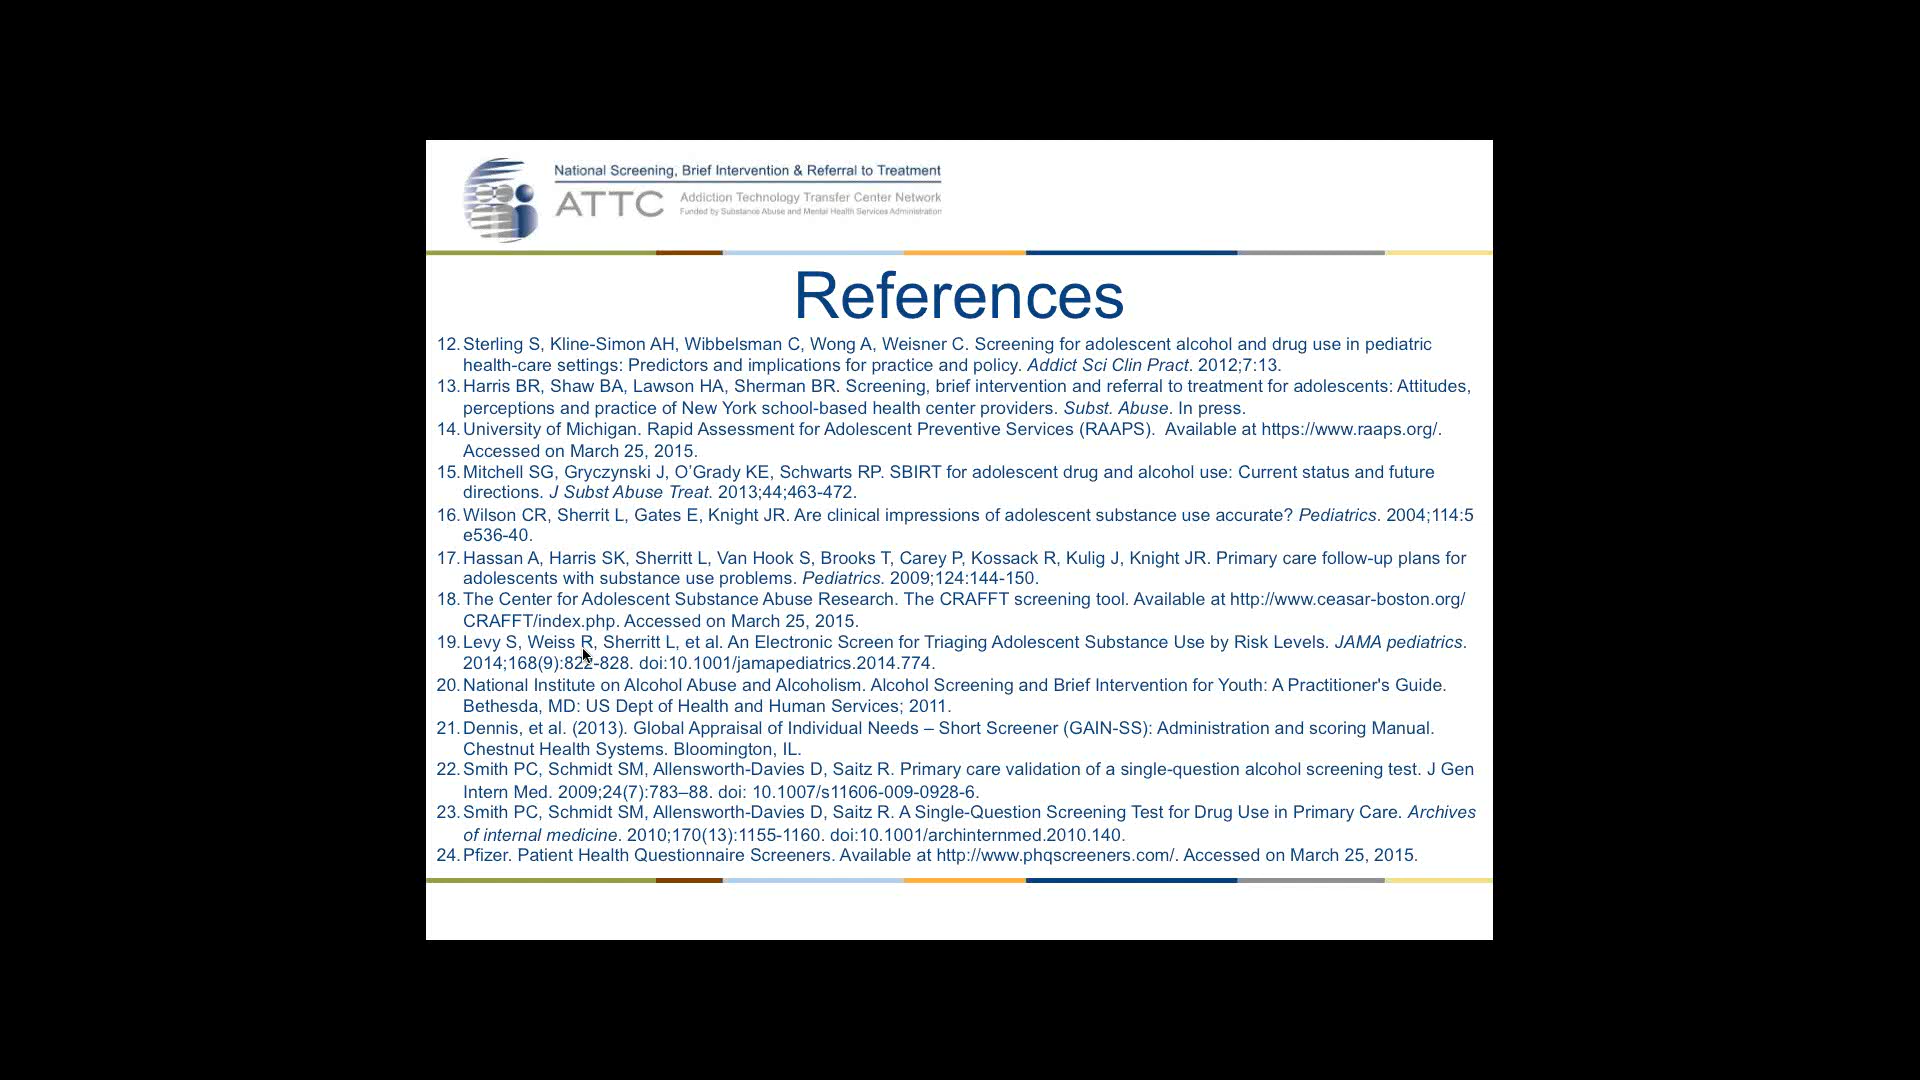 National Screening, Brief Intervention & Referral to Treatment
ATTC Addiction Technology Transfer Center Network
Funded by Substance Abuse and Mental Health Services Administration
References
12. Sterling S, Kline-Simon AH, Wibbelsman C, Wong A, Weisner C. Screening for adolescent alcohol and drug use in pediatric
health-care settings: Predictors and implications for practice and policy. Addict Sci Clin Pract. 2012;7:13.
13. Harris BR, Shaw BA, Lawson HA, Sherman BR. Screening, brief intervention and referral to treatment for adolescents: Attitudes,
perceptions and practice of New York school-based health center providers. Subst. Abuse. In press.
14. University of Michigan. Rapid Assessment for Adolescent Preventive Services (RAAPS). Available at https://www.raaps.org/.
Accessed on March 25, 2015.
15. Mitchell SG, Gryczynski J, O’Grady KE, Schwarts RP. SBIRT for adolescent drug and alcohol use: Current status and future
directions. J Subst Abuse Treat. 2013;44;463-472.
16. Wilson CR, Sherrit L, Gates E, Knight JR. Are clinical impressions of adolescent substance use accurate? Pediatrics. 2004;114:5
e536-40.
17. Hassan A, Harris SK, Sherritt L, Van Hook S, Brooks T, Carey P, Kossack R, Kulig J, Knight JR. Primary care follow-up plans for
adolescents with substance use problems. Pediatrics. 2009;124:144-150.
18. The Center for Adolescent Substance Abuse Research. The CRAFFT screening tool. Available at http://www.ceasar-boston.org/
CRAFFT/index.php. Accessed on March 25, 2015.
19. Levy S, Weiss R, Sherritt L, et al. An Electronic Screen for Triaging Adolescent Substance Use by Risk Levels. JAMA pediatrics.
2014;168(9):822-828. doi:10.1001/jamapediatrics.2014.774.
20. National Institute on Alcohol Abuse and Alcoholism. Alcohol Screening and Brief Intervention for Youth: A Practitioner's Guide.
Bethesda, MD: US Dept of Health and Human Services; 2011.
21. Dennis, et al. (2013). Global Appraisal of Individual Needs – Short Screener (GAIN-SS): Administration and scoring Manual.
Chestnut Health Systems. Bloomington, IL.
22. Smith PC, Schmidt SM, Allensworth-Davies D, Saitz R. Primary care validation of a single-question alcohol screening test. J Gen
Intern Med. 2009;24(7):783–88. doi: 10.1007/s11606-009-0928-6.
23. Smith PC, Schmidt SM, Allensworth-Davies D, Saitz R. A Single-Question Screening Test for Drug Use in Primary Care. Archives
of internal medicine. 2010;170(13):1155-1160. doi:10.1001/archinternmed.2010.140.
24. Pfizer. Patient Health Questionnaire Screeners. Available at http://www.phqscreeners.com/. Accessed on March 25, 2015.